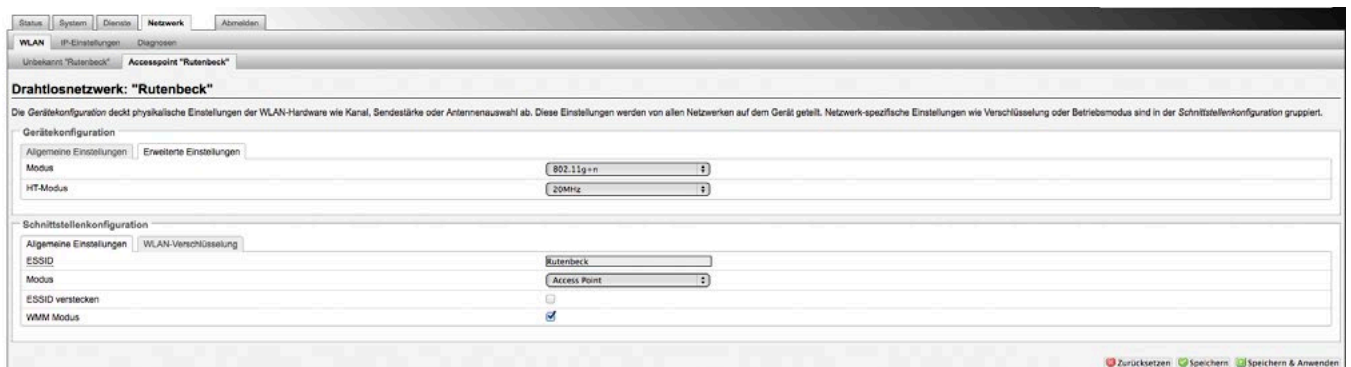 Status System Dienste Netzwerk Abmelden
WLAN IP-Einstellungen Diagnosen
Unbekannt "Rutenbeck" Accesspoint "Rutenbeck"
Drahtlosnetzwerk: "Rutenbeck"
Die Gerätekonfiguration deckt physikalische Einstellungen der WLAN-Hardware wie Kanal, Sendestärke oder Antennenauswahl ab. Diese Einstellungen werden von allen Netzwerken auf dem Gerät geteilt. Netzwerk-spezifische Einstellungen wie Verschlüsselung oder Betriebsmodus sind in der Schnittstellenkonfiguration gruppiert.
Gerätekonfiguration
Allgemeine Einstellungen Erweiterte Einstellungen
Modus 802.11g+n
HT-Modus 20MHz
Schnittstellenkonfiguration
Allgemeine Einstellungen WLAN-Verschlüsselung
ESSID Rutenbeck
Modus Access Point
ESSID verstecken
WMM Modus
Zurücksetzen Speichern Speichern & Anwenden